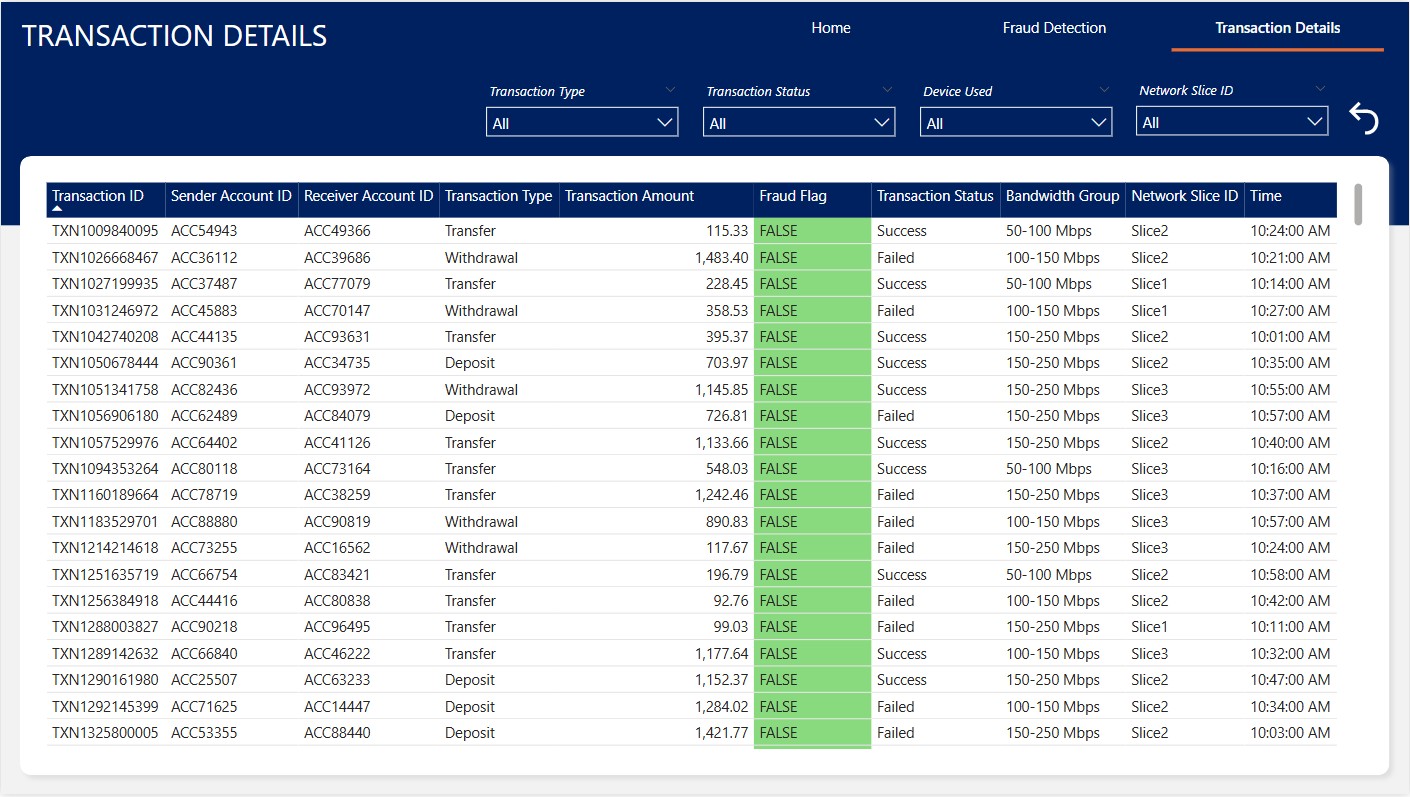 TRANSACTION DETAILS
Home Fraud Detection Transaction Details
Transaction Type Transaction Status Device Used Network Slice ID
All All All All
Transaction ID Sender Account ID Receiver Account ID Transaction Type Transaction Amount Fraud Flag Transaction Status Bandwidth Group Network Slice ID Time
TXN1009840095 ACC54943 ACC49366 Transfer 115.33 FALSE Success 50-100 Mbps Slice2 10:24:00 AM
TXN1026668467 ACC36112 ACC39686 Withdrawal 1,483.40 FALSE Failed 100-150 Mbps Slice2 10:21:00 AM
TXN1027199935 ACC37487 ACC77079 Transfer 228.45 FALSE Success 50-100 Mbps Slice1 10:14:00 AM
TXN1031246972 ACC45883 ACC70147 Withdrawal 358.53 FALSE Failed 100-150 Mbps Slice1 10:27:00 AM
TXN1042740208 ACC44135 ACC93631 Transfer 395.37 FALSE Success 150-250 Mbps Slice2 10:01:00 AM
TXN1050678444 ACC90361 ACC34735 Deposit 703.97 FALSE Success 150-250 Mbps Slice2 10:35:00 AM
TXN1051341758 ACC82436 ACC93972 Withdrawal 1,145.85 FALSE Success 150-250 Mbps Slice3 10:55:00 AM
TXN1056906180 ACC62489 ACC84079 Deposit 726.81 FALSE Failed 150-250 Mbps Slice3 10:57:00 AM
TXN1057529976 ACC64402 ACC41126 Transfer 1,133.66 FALSE Success 150-250 Mbps Slice2 10:40:00 AM
TXN1094353264 ACC80118 ACC73164 Transfer 548.03 FALSE Success 50-100 Mbps Slice3 10:16:00 AM
TXN1160189664 ACC78719 ACC38259 Transfer 1,242.46 FALSE Failed 150-250 Mbps Slice3 10:37:00 AM
TXN1183529701 ACC88880 ACC90819 Withdrawal 890.83 FALSE Failed 100-150 Mbps Slice3 10:57:00 AM
TXN1214214618 ACC73255 ACC16562 Withdrawal 117.67 FALSE Failed 150-250 Mbps Slice3 10:24:00 AM
TXN1251635719 ACC66754 ACC83421 Transfer 196.79 FALSE Success 50-100 Mbps Slice2 10:58:00 AM
TXN1256384918 ACC44416 ACC80838 Transfer 92.76 FALSE Failed 100-150 Mbps Slice2 10:42:00 AM
TXN1288003827 ACC90218 ACC96495 Transfer 99.03 FALSE Failed 150-250 Mbps Slice1 10:11:00 AM
TXN1289142632 ACC66840 ACC46222 Transfer 1,177.64 FALSE Success 100-150 Mbps Slice3 10:32:00 AM
TXN1290161980 ACC25507 ACC63233 Deposit 1,152.37 FALSE Success 150-250 Mbps Slice2 10:47:00 AM
TXN1292145399 ACC71625 ACC14447 Deposit 1,284.02 FALSE Failed 100-150 Mbps Slice2 10:34:00 AM
TXN1325800005 ACC53355 ACC88440 Deposit 1,421.77 FALSE Failed 150-250 Mbps Slice2 10:03:00 AM